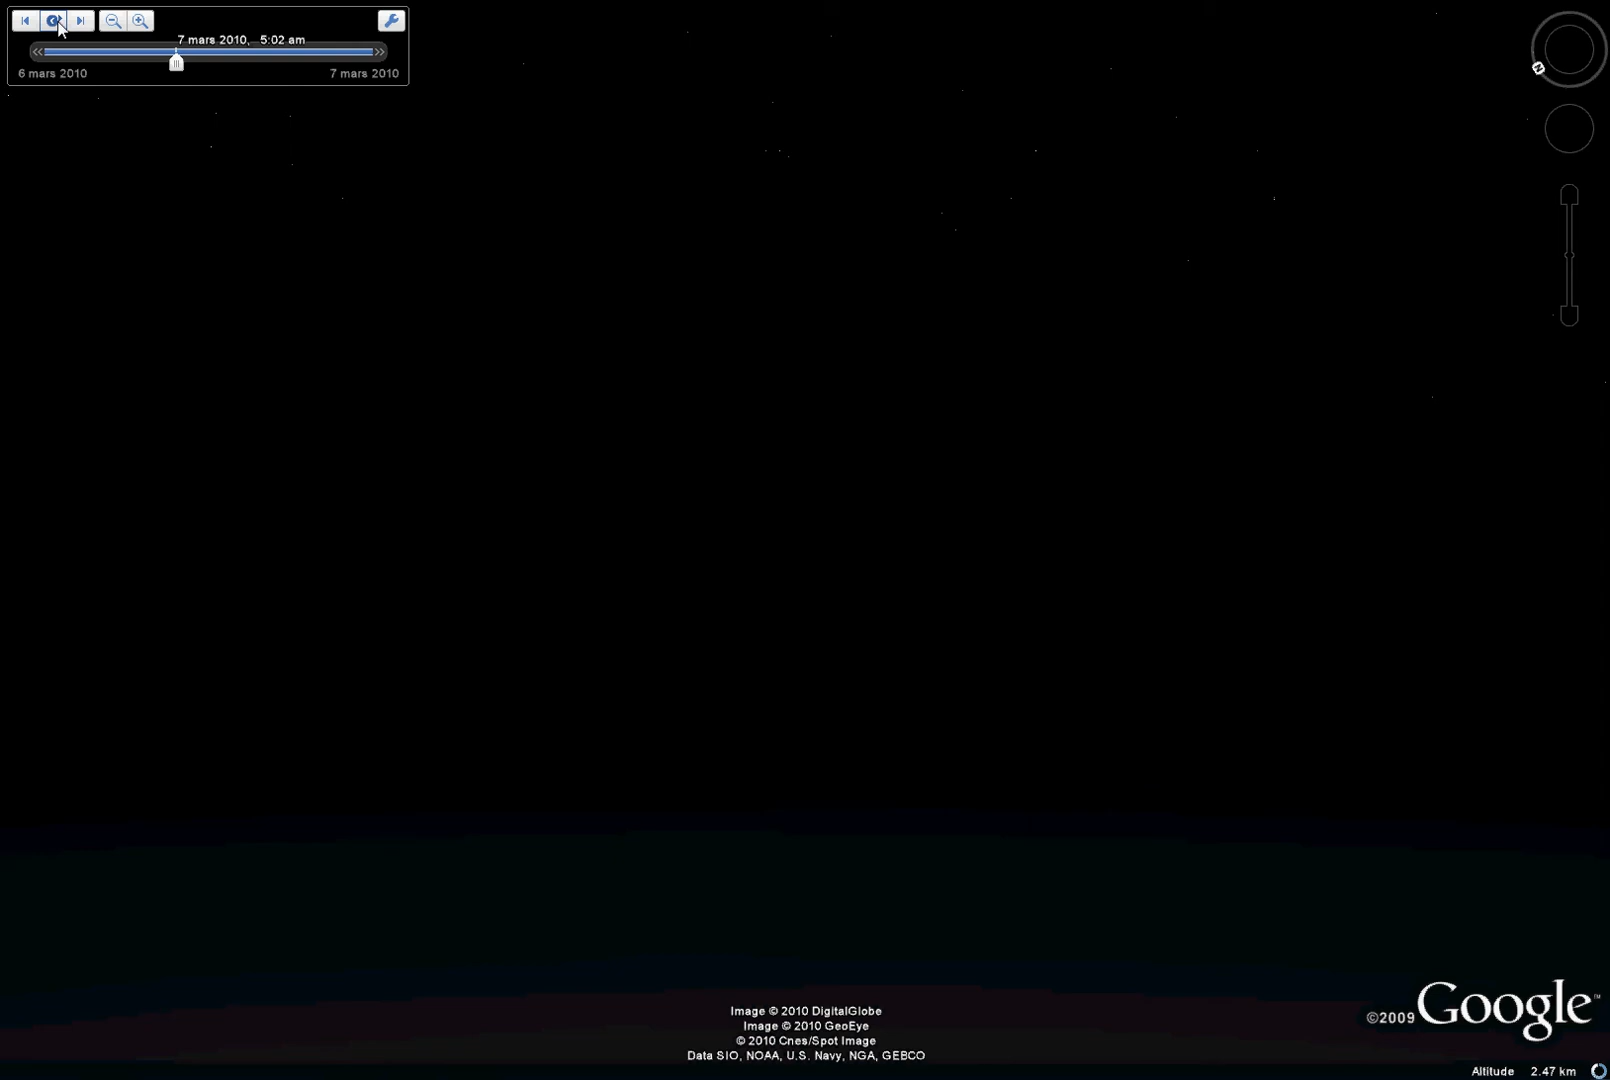 7 mars 2010, 5:02 am
6 mars 2010
7 mars 2010
N
Image © 2010 DigitalGlobe
Image © 2010 GeoEye
© 2010 Cnes/Spot Image
Data SIO, NOAA, U.S. Navy, NGA, GEBCO
©2009 Google™
Altitude 2.47 km